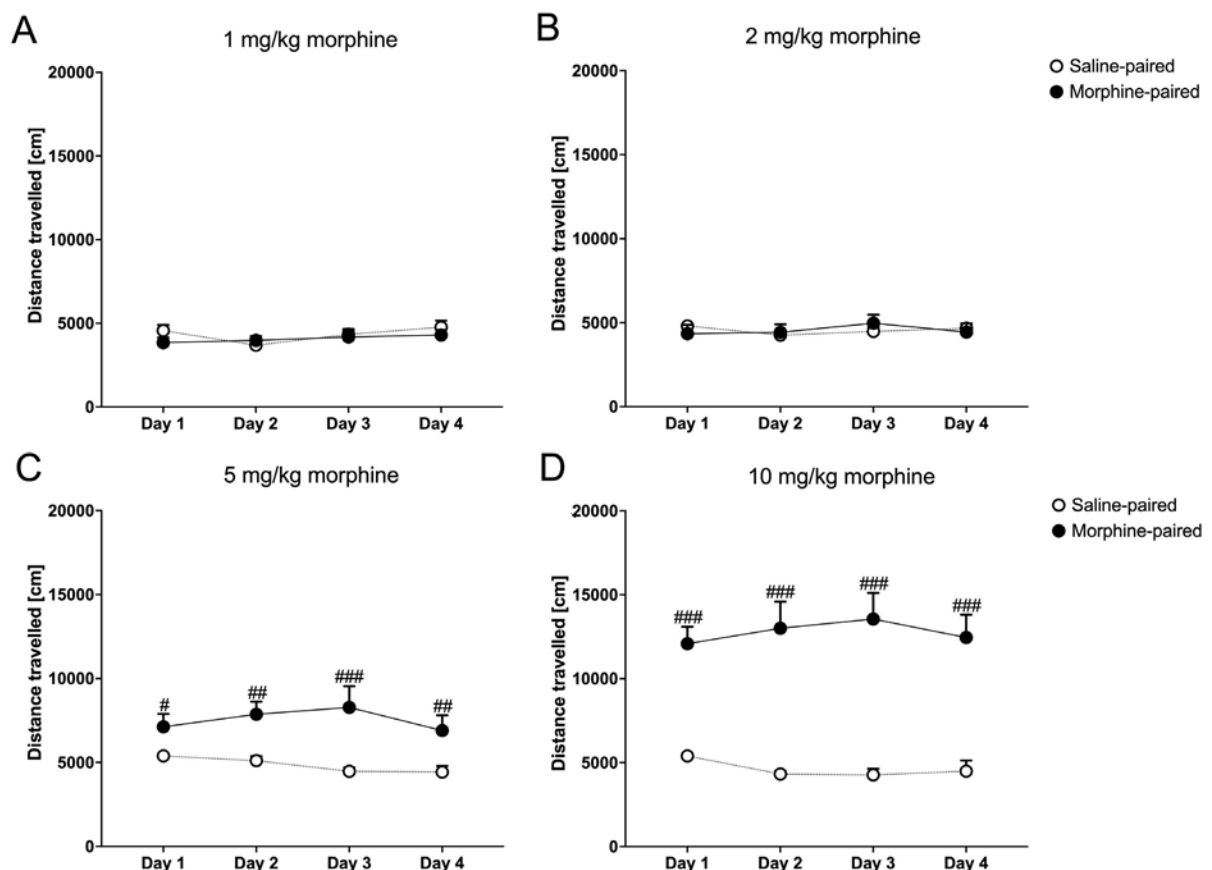 A
1 mg/kg morphine
Distance travelled [cm]
20000
15000
10000
5000
0
Day 1 Day 2 Day 3 Day 4
B
2 mg/kg morphine
Distance travelled [cm]
20000
15000
10000
5000
0
Day 1 Day 2 Day 3 Day 4
Saline-paired
Morphine-paired
C
5 mg/kg morphine
Distance travelled [cm]
20000
15000
10000
5000
0
# ## ### ##
Day 1 Day 2 Day 3 Day 4
D
10 mg/kg morphine
Distance travelled [cm]
20000
15000
10000
5000
0
### ### ### ###
Day 1 Day 2 Day 3 Day 4
Saline-paired
Morphine-paired